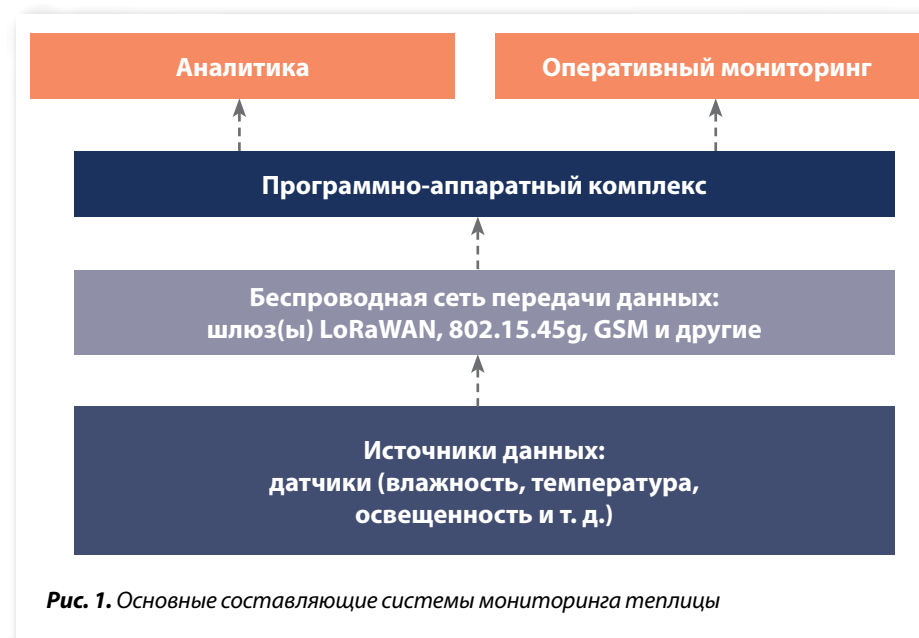 Аналитика
Оперативный мониторинг
Программно-аппаратный комплекс
Беспроводная сеть передачи данных:
шлюз(ы) LoRaWAN, 802.15.45g, GSM и другие
Источники данных:
датчики (влажность, температура,
освещенность и т. д.)
Рис. 1. Основные составляющие системы мониторинга теплицы